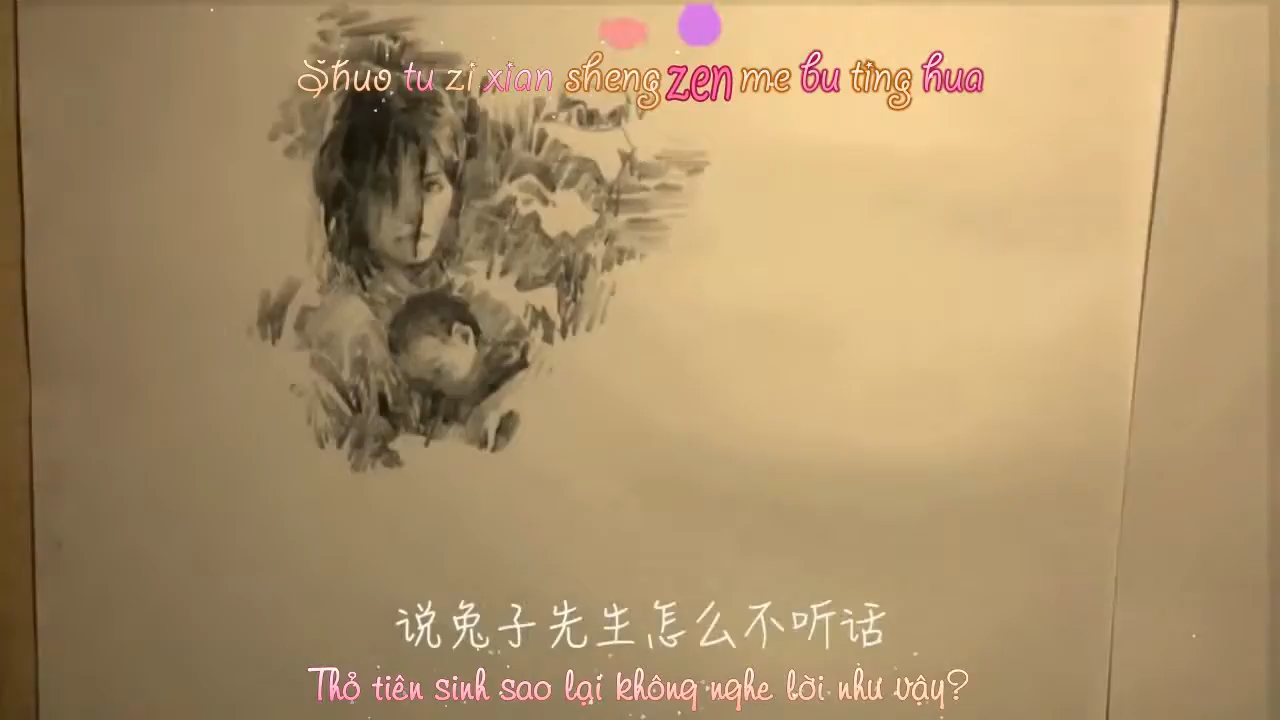 Shuo tu zi xian sheng zen me bu ting hua
说兔子先生怎么不听话
Thỏ tiên sinh sao lại không nghe lời như vậy?